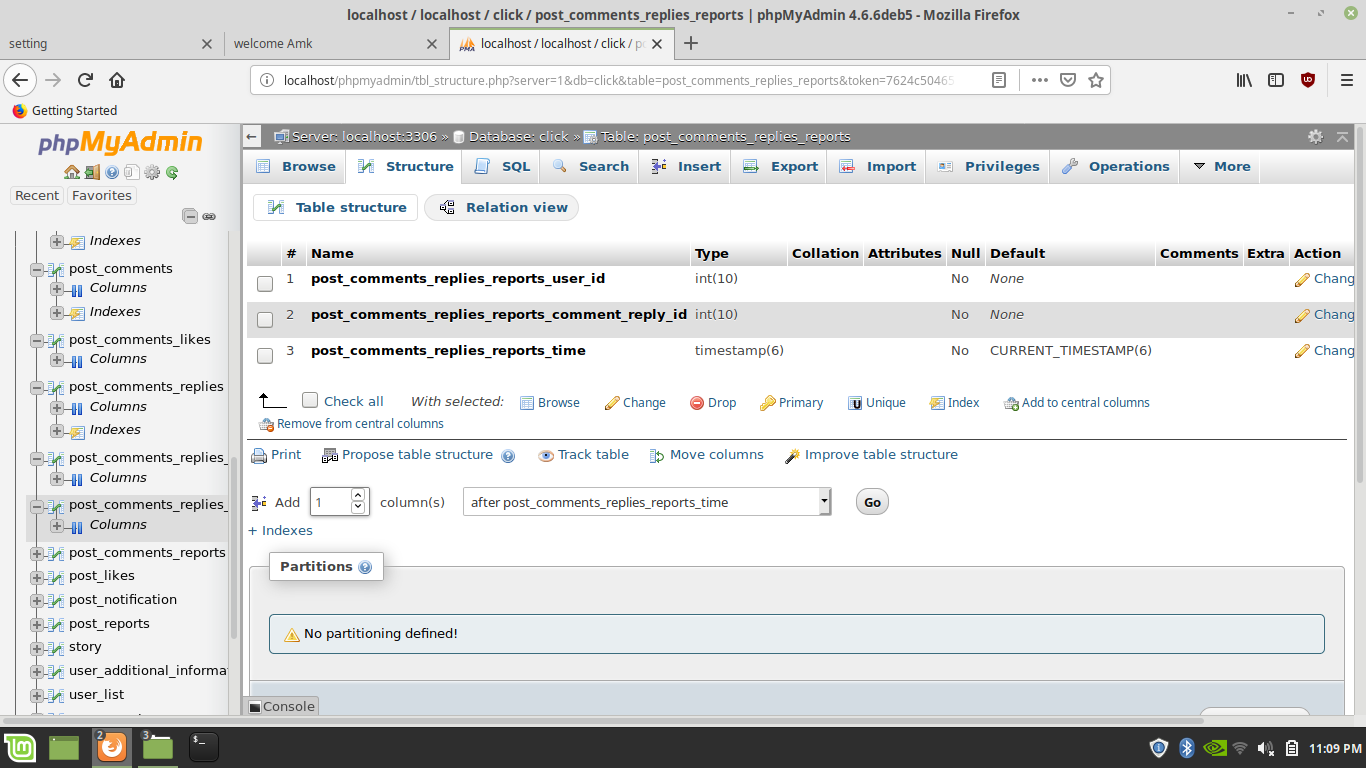 localhost / localhost / click / post_comments_replies_reports | phpMyAdmin 4.6.6deb5 - Mozilla Firefox
setting
welcome Amk
localhost / localhost / click / p
localhost/phpmyadmin/tbl_structure.php?server=1&db=click&table=post_comments_replies_reports&token=7624c50465
Getting Started
phpMyAdmin
Recent
Favorites
Indexes
post_comments
Columns
Indexes
post_comments_likes
Columns
post_comments_replies
Columns
Indexes
post_comments_replies_
Columns
post_comments_replies_
Columns
post_comments_reports
post_likes
post_notification
post_reports
story
user_additional_informa
user_list
← Server: localhost:3306 » Database: click » Table: post_comments_replies_reports
Browse Structure SQL Search Insert Export Import Privileges Operations More
Table structure Relation view
# Name Type Collation Attributes Null Default Comments Extra Action
1 post_comments_replies_reports_user_id int(10) No None Chang
2 post_comments_replies_reports_comment_reply_id int(10) No None Chang
3 post_comments_replies_reports_time timestamp(6) No CURRENT_TIMESTAMP(6) Chang
Check all With selected: Browse Change Drop Primary Unique Index Add to central columns
Remove from central columns
Print Propose table structure Track table Move columns Improve table structure
Add 1 column(s) after post_comments_replies_reports_time Go
+ Indexes
Partitions
No partitioning defined!
Console
2 3 11:09 PM